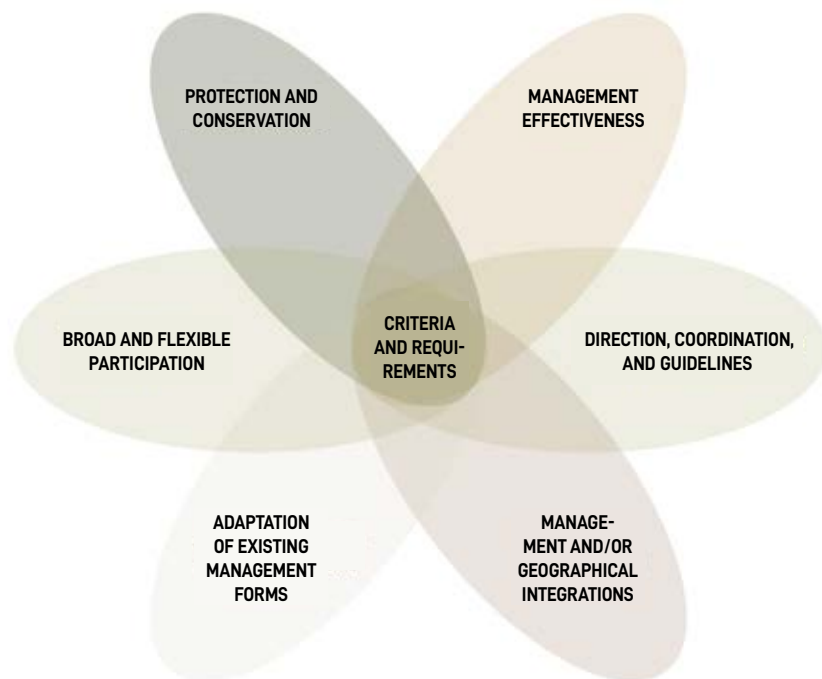 PROTECTION AND
CONSERVATION
MANAGEMENT
EFFECTIVENESS
BROAD AND FLEXIBLE
PARTICIPATION
CRITERIA
AND REQUI-
REMENTS
DIRECTION, COORDINATION,
AND GUIDELINES
ADAPTATION
OF EXISTING
MANAGEMENT
FORMS
MANAGE-
MENT AND/OR
GEOGRAPHICAL
INTEGRATIONS